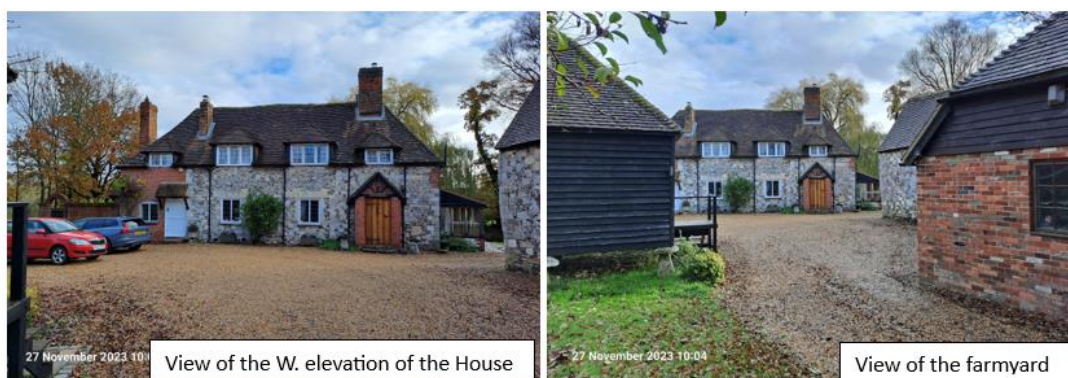 27 November 2023 10:0
View of the W. elevation of the House
27 November 2023 10:04
View of the farmyard